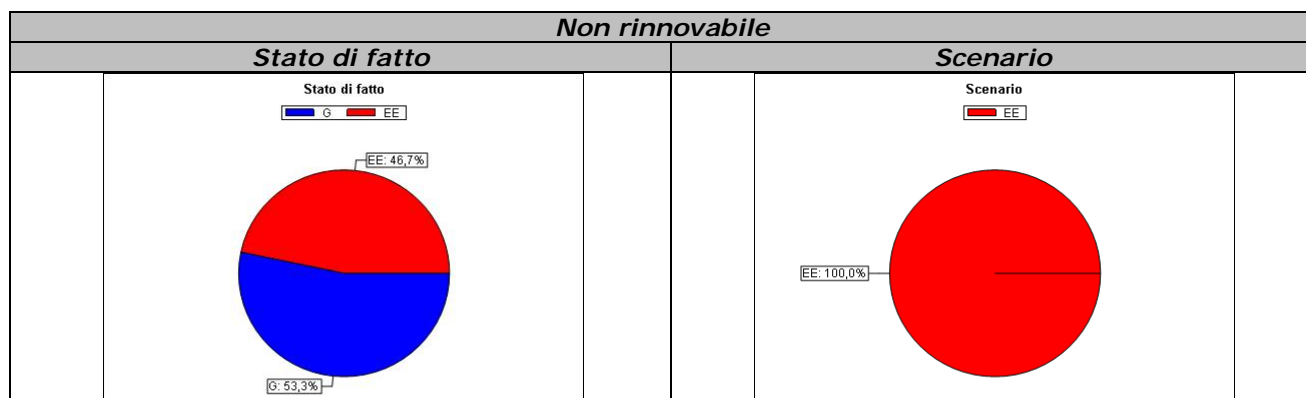 Non rinnovabile
Stato di fatto Scenario
Stato di fatto
G EE
EE: 46,7%
G: 53,3%
Scenario
EE
EE: 100,0%